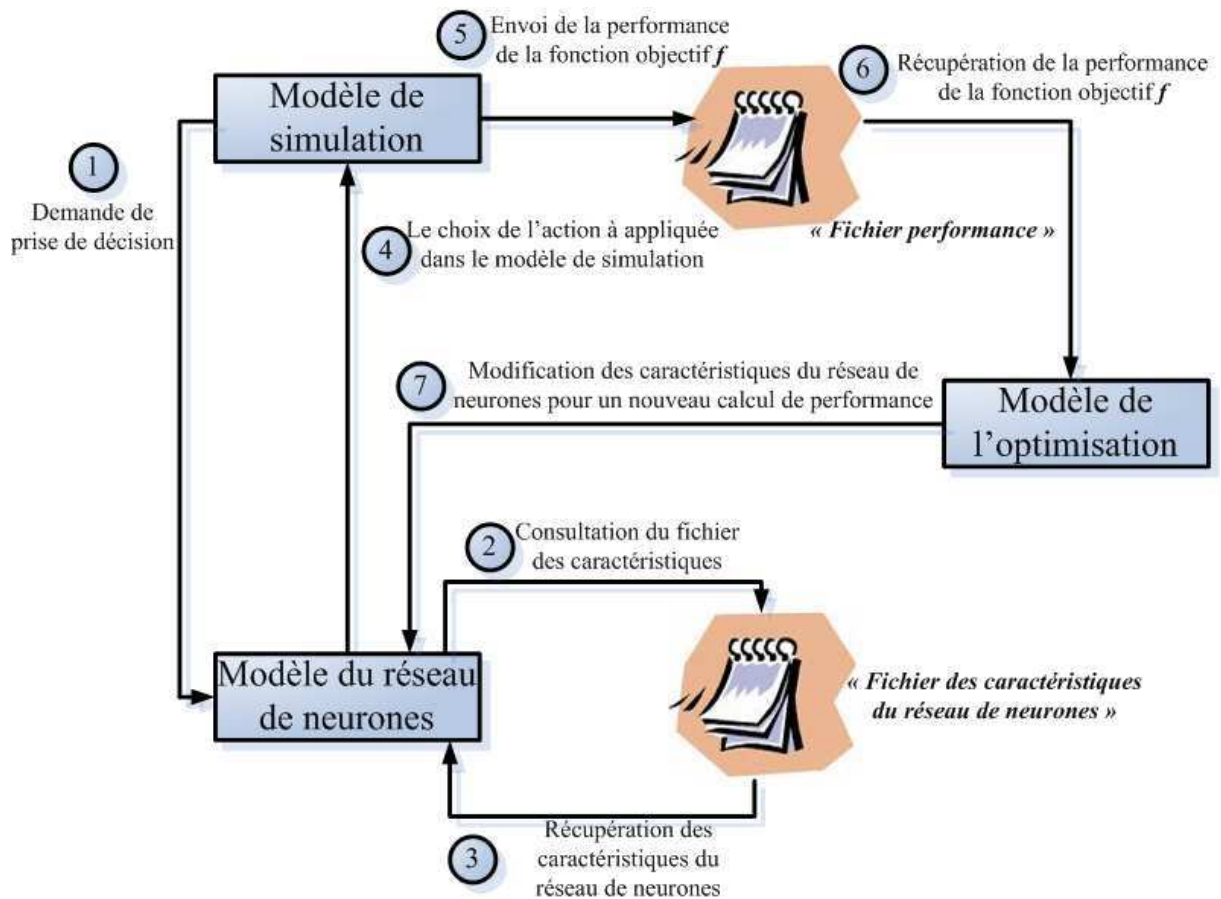 5
Envoi de la performance
de la fonction objectif f
6
Récupération de la performance
de la fonction objectif f
Modèle de
simulation
1
Demande de
prise de décision
4
Le choix de l'action à appliquée
dans le modèle de simulation
« Fichier performance »
7
Modification des caractéristiques du réseau de
neurones pour un nouveau calcul de performance
Modèle de
l'optimisation
2
Consultation du fichier
des caractéristiques
Modèle du réseau
de neurones
« Fichier des caractéristiques
du réseau de neurones »
3
Récupération des
caractéristiques du
réseau de neurones